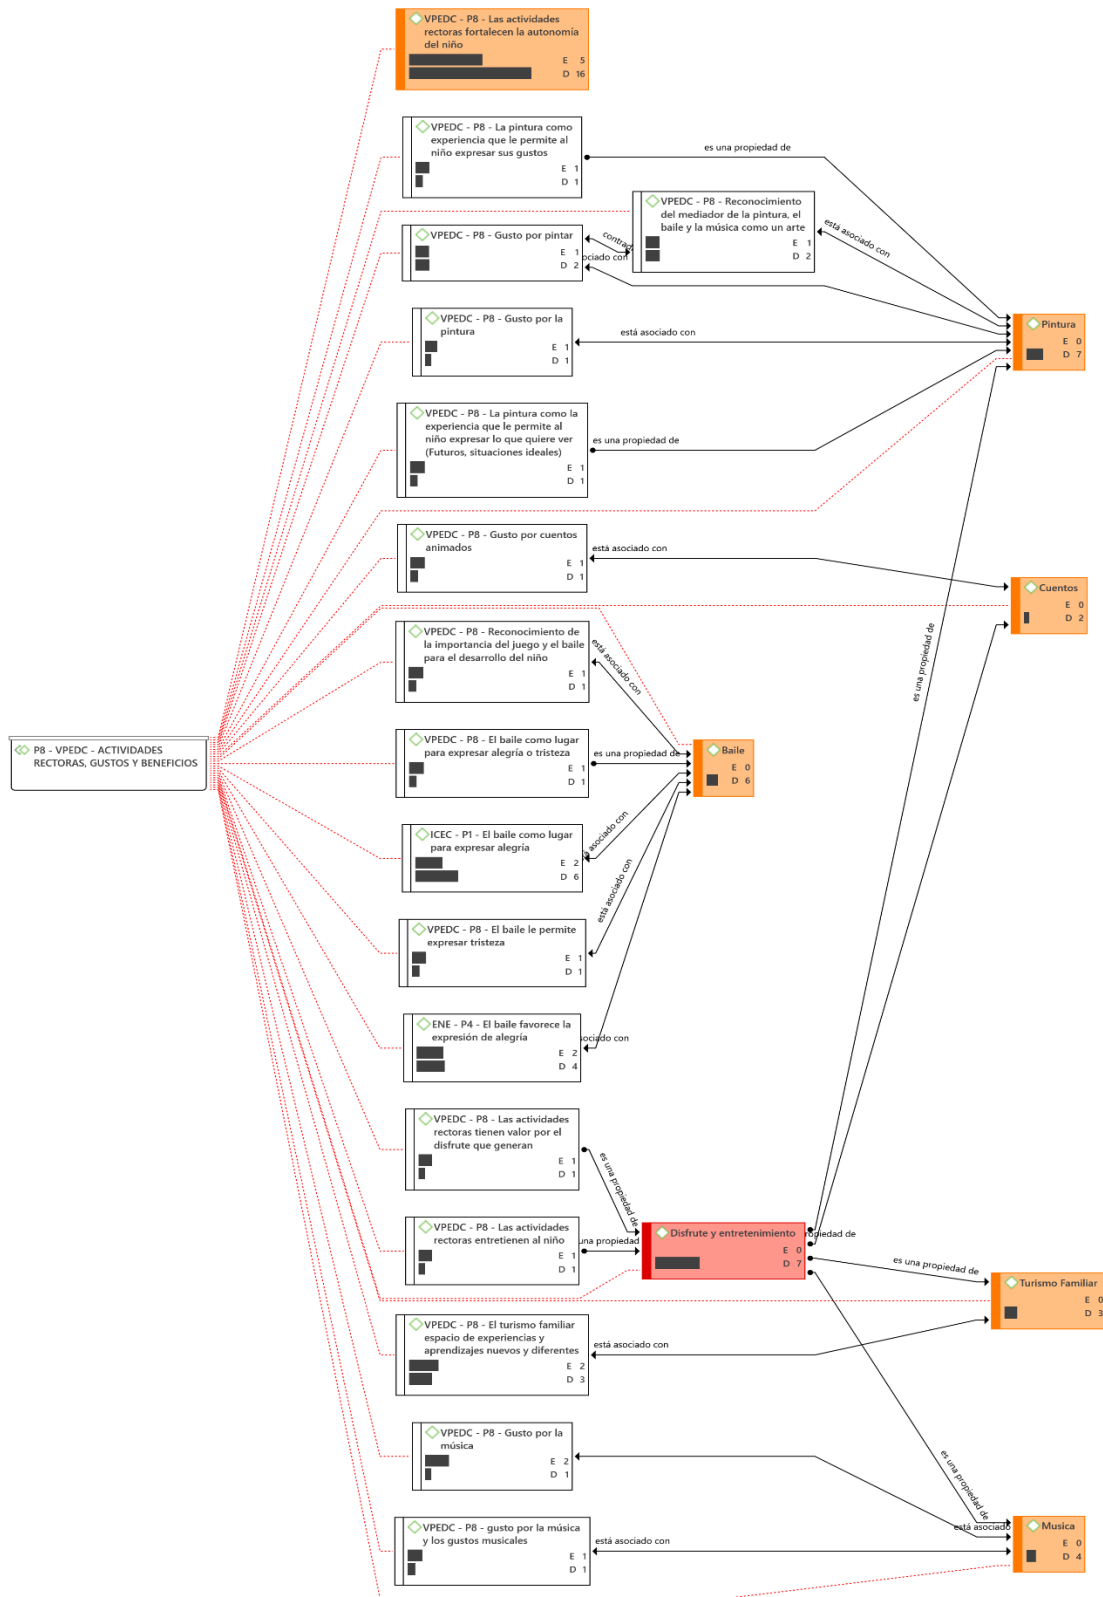 VPEDC - P8 - Las actividades
rectoras fortalecen la autonomía
del niño
E 5
D 16
VPEDC - P8 - La pintura como
experiencia que le permite al
niño expresar sus gustos
E 1
D 1
es una propiedad de
VPEDC - P8 - Reconocimiento
del mediador de la pintura, el
baile y la música como un arte
E 1
D 2
está asociado con
VPEDC - P8 - Gusto por pintar
E 1
D 2
contrad
ociado con
VPEDC - P8 - Gusto por la
pintura
E 1
D 1
está asociado con
Pintura
E 0
D 7
VPEDC - P8 - La pintura como la
experiencia que le permite al
niño expresar lo que quiere ver
(Futuros, situaciones ideales)
E 1
D 1
es una propiedad de
VPEDC - P8 - Gusto por cuentos
animados
E 1
D 1
está asociado con
Cuentos
E 0
D 2
es una propiedad de
VPEDC - P8 - Reconocimiento de
la importancia del juego y el baile
para el desarrollo del niño
E 1
D 1
está asociado con
P8 - VPEDC - ACTIVIDADES
RECTORAS, GUSTOS Y BENEFICIOS
VPEDC - P8 - El baile como lugar
para expresar alegría o tristeza
E 1
D 1
es una propiedad de
Baile
E 0
D 6
ICEC - P1 - El baile como lugar
para expresar alegría
E 2
D 6
á asociado con
VPEDC - P8 - El baile le permite
expresar tristeza
E 1
D 1
está asociado con
ENE - P4 - El baile favorece la
expresión de alegría
E 2
D 4
sociado con
VPEDC - P8 - Las actividades
rectoras tienen valor por el
disfrute que generan
E 1
D 1
es una propiedad de
VPEDC - P8 - Las actividades
rectoras entretienen al niño
E 1
D 1
una propiedad
Disfrute y entretenimiento
E 0
D 7
ropiedad de
es una propiedad de
Turismo Familiar
E 0
D 3
VPEDC - P8 - El turismo familiar
espacio de experiencias y
aprendizajes nuevos y diferentes
E 2
D 3
está asociado con
VPEDC - P8 - Gusto por la
música
E 2
D 1
es una propiedad de
está asociado
VPEDC - P8 - gusto por la música
y los gustos musicales
E 1
D 1
está asociado con
Musica
E 0
D 4